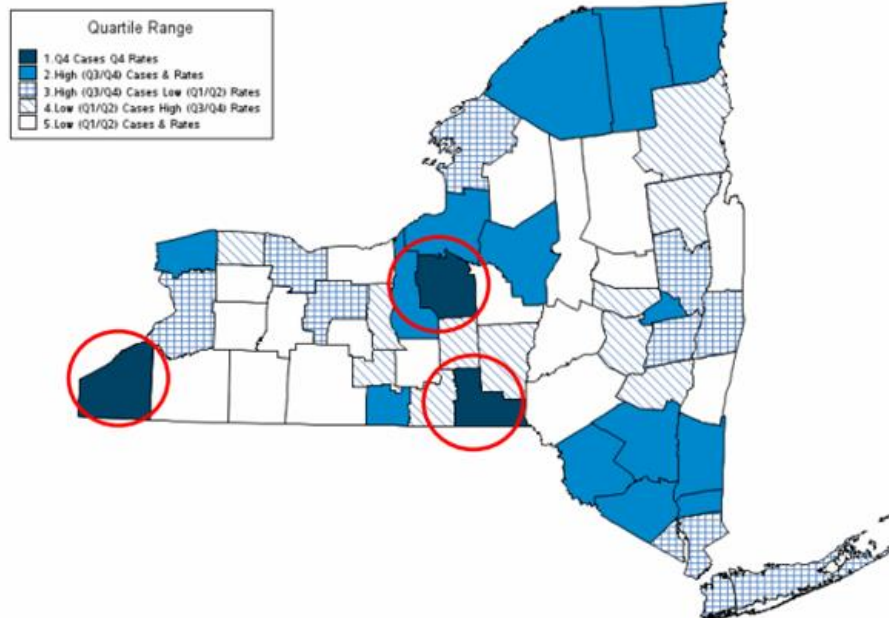 Quartile Range
1.Q4 Cases Q4 Rates
2.High (Q3/Q4) Cases & Rates
3.High (Q3/Q4) Cases Low (Q1/Q2) Rates
4.Low (Q1/Q2) Cases High (Q3/Q4) Rates
5.Low (Q1/Q2) Cases & Rates